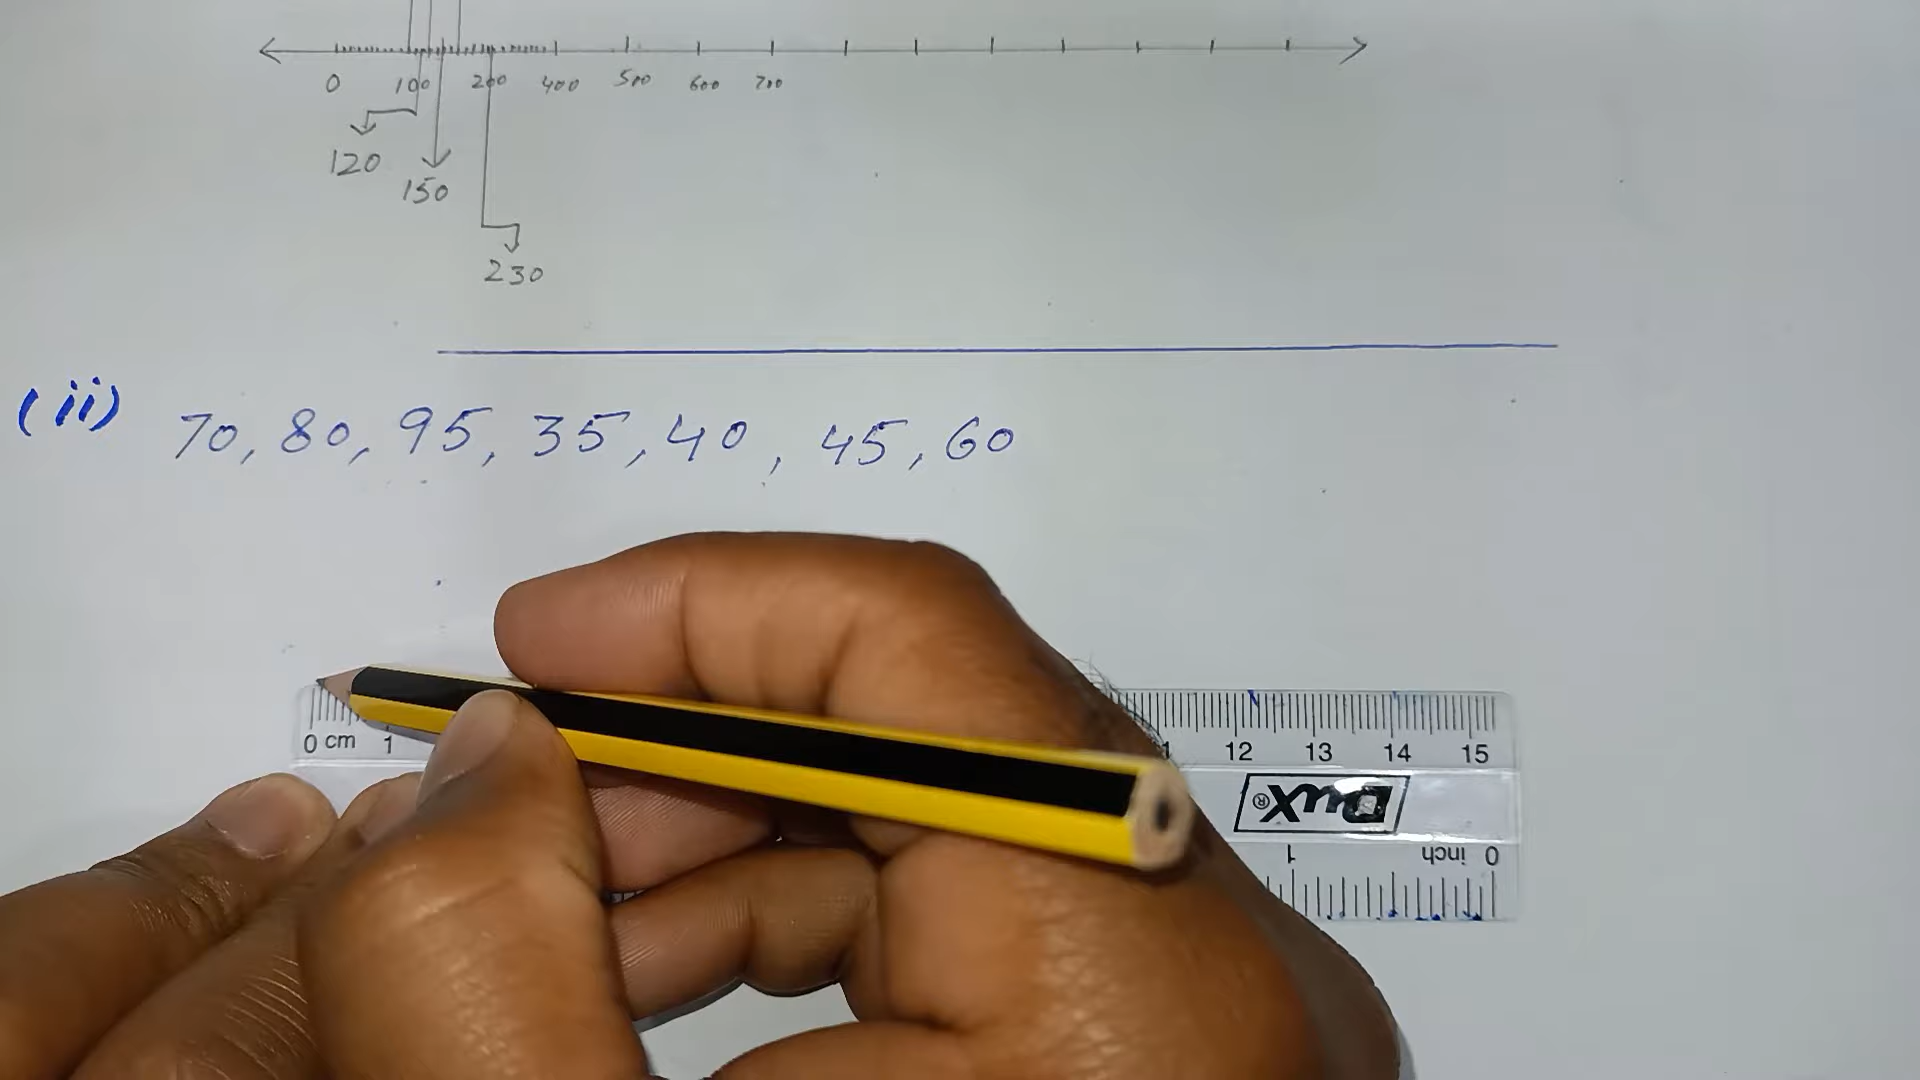 0 100 200 400 500 600 700
120
150
230
(ii) 70, 80, 95, 35, 40, 45, 60
0 cm 1 12 13 14 15
DUX®
1 inch 0